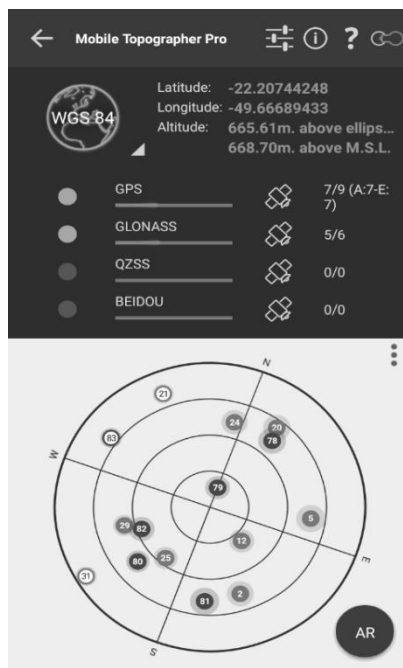 Mobile Topographer Pro
?
WGS 84
Latitude: -22.20744248
Longitude: -49.66689433
Altitude: 665.61m. above ellips...
668.70m. above M.S.L.
GPS 7/9 (A:7-E:
7)
GLONASS 5/6
QZSS 0/0
BEIDOU 0/0
N
21
24
20
78
83
W
79
5
29
82
12
80
25
E
31
2
81
S
AR